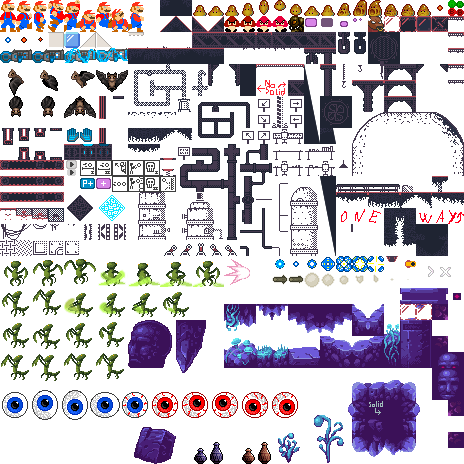 No
Solid
P+
+
ONE WAYS
Solid